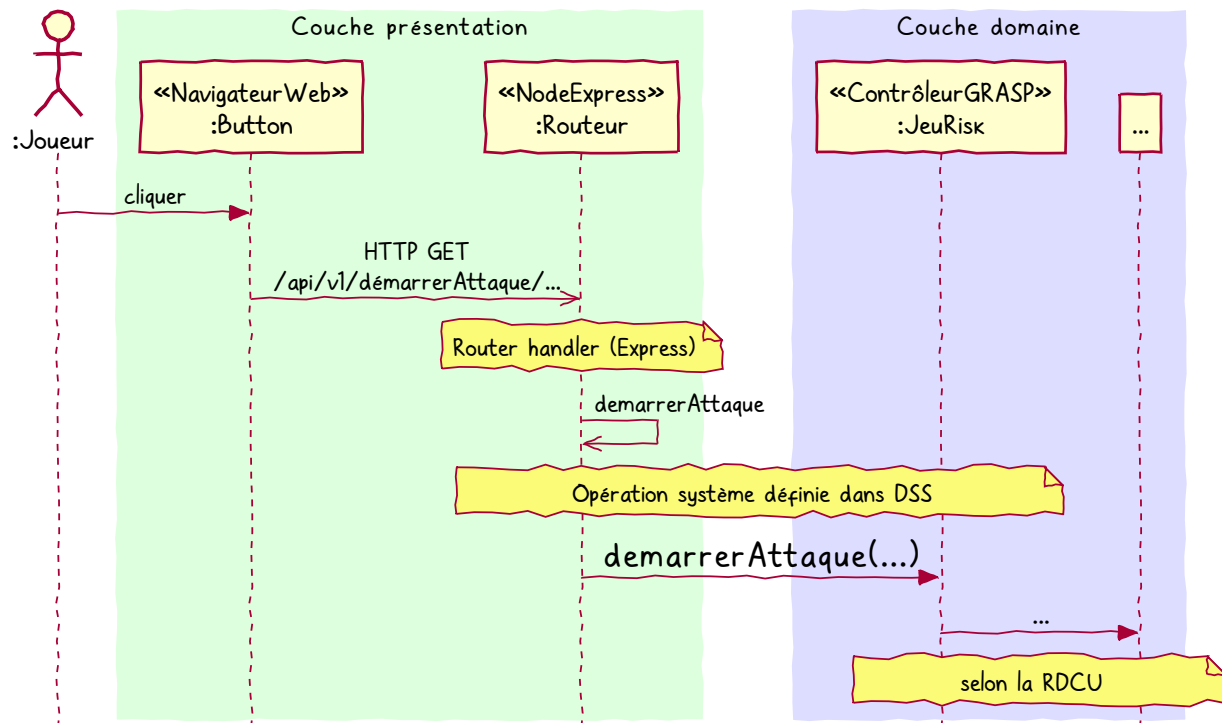 Couche présentation
Couche domaine
:Joueur
«NavigateurWeb»
:Button
«NodeExpress»
:Routeur
«ContrôleurGRASP»
:JeuRisk
...
cliquer
HTTP GET
/api/v1/démarrerAttaque/...
Router handler (Express)
demarrerAttaque
Opération système définie dans DSS
demarrerAttaque(...)
...
selon la RDCU